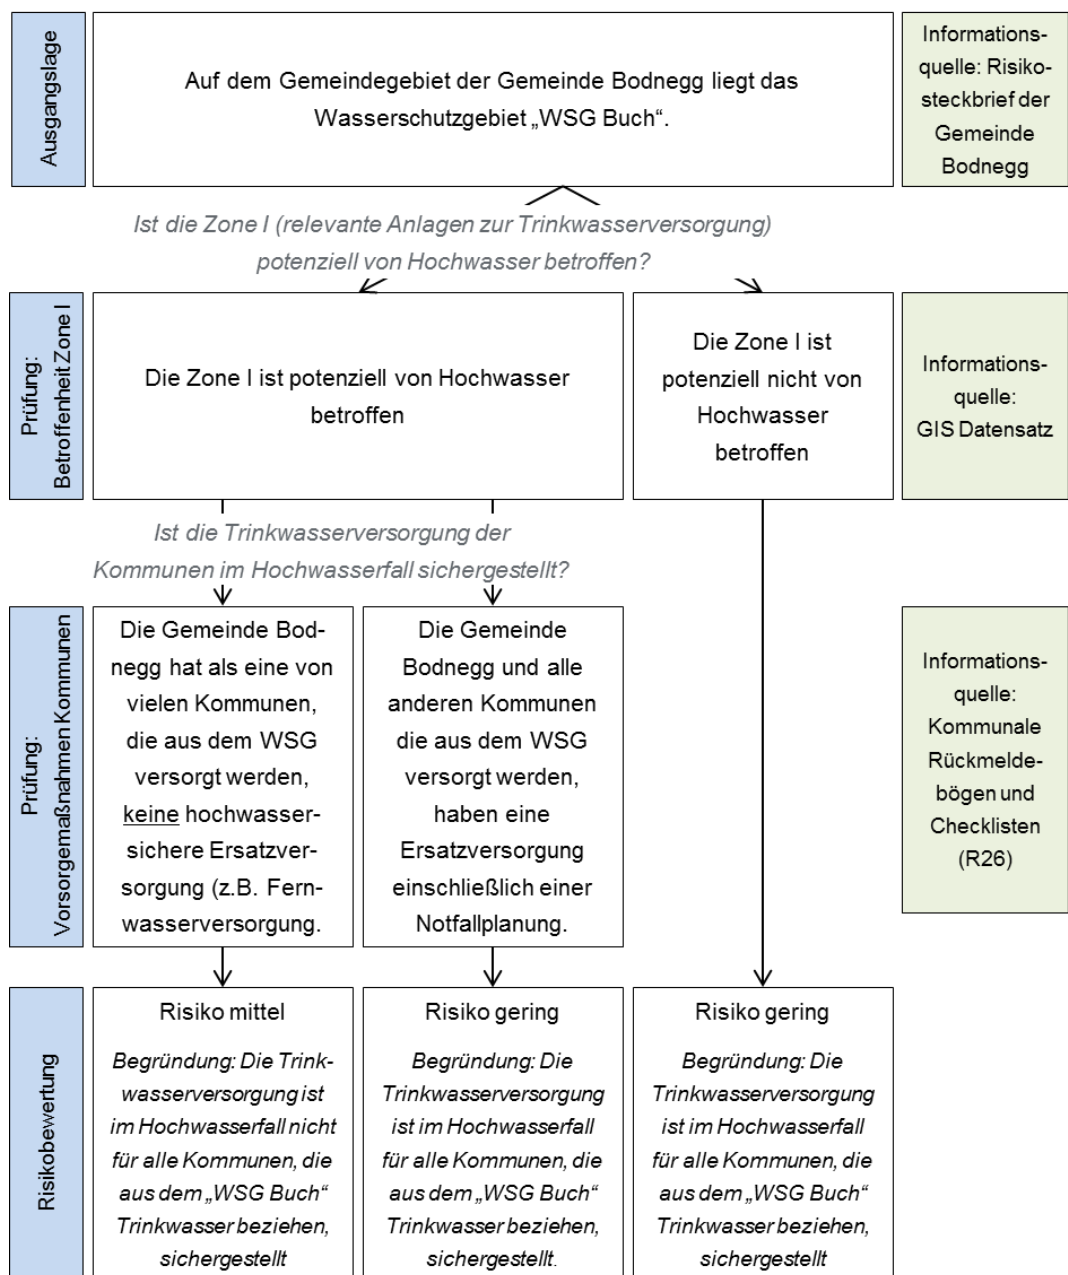 Ausgangslage
Auf dem Gemeindegebiet der Gemeinde Bodnegg liegt das
Wasserschutzgebiet „WSG Buch“.
Informations-
quelle: Risiko-
steckbrief der
Gemeinde
Bodnegg
Ist die Zone I (relevante Anlagen zur Trinkwasserversorgung)
potenziell von Hochwasser betroffen?
Prüfung:
Betroffenheit Zone I
Die Zone I ist potenziell von Hochwasser
betroffen
Die Zone I ist
potenziell nicht von
Hochwasser
betroffen
Informations-
quelle:
GIS Datensatz
Ist die Trinkwasserversorgung der
Kommunen im Hochwasserfall sichergestellt?
Prüfung:
Vorsorgemaßnahmen Kommunen
Die Gemeinde Bod-
negg hat als eine von
vielen Kommunen,
die aus dem WSG
versorgt werden,
keine hochwasser-
sichere Ersatzver-
sorgung (z.B. Fern-
wasserversorgung.
Die Gemeinde
Bodnegg und alle
anderen Kommunen
die aus dem WSG
versorgt werden,
haben eine
Ersatzversorgung
einschließlich einer
Notfallplanung.
Informations-
quelle:
Kommunale
Rückmelde-
bögen und
Checklisten
(R26)
Risikobewertung
Risiko mittel
Begründung: Die Trink-
wasserversorgung ist
im Hochwasserfall nicht
für alle Kommunen, die
aus dem „WSG Buch“
Trinkwasser beziehen,
sichergestellt
Risiko gering
Begründung: Die
Trinkwasserversorgung
ist im Hochwasserfall
für alle Kommunen, die
aus dem „WSG Buch“
Trinkwasser beziehen,
sichergestellt.
Risiko gering
Begründung: Die
Trinkwasserversorgung
ist im Hochwasserfall
für alle Kommunen, die
aus dem „WSG Buch“
Trinkwasser beziehen,
sichergestellt